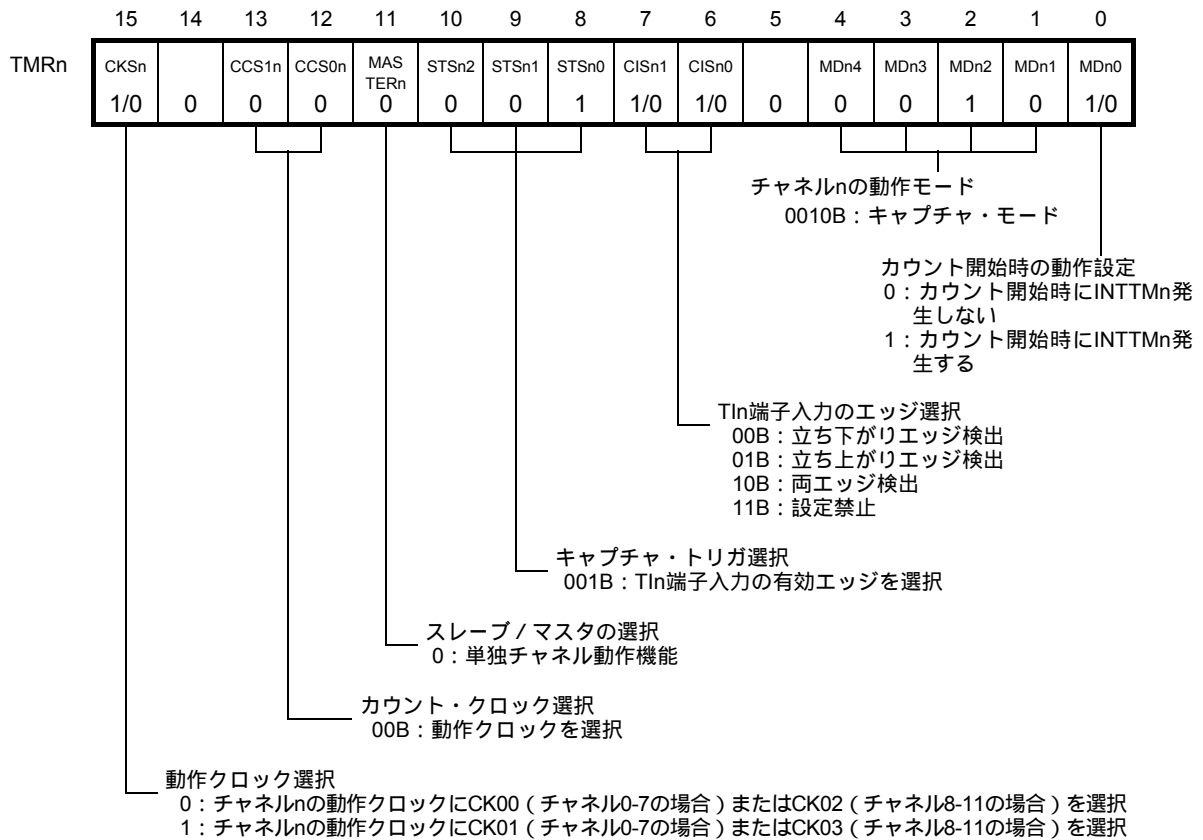 15 14 13 12 11 10 9 8 7 6 5 4 3 2 1 0
TMRn CKSn CCS1n CCS0n MAS TERn STSn2 STSn1 STSn0 CISn1 CISn0 MDn4 MDn3 MDn2 MDn1 MDn0
1/0 0 0 0 0 0 0 1 1/0 1/0 0 0 0 1 0 1/0
チャネルnの動作モード
0010B：キャプチャ・モード
カウント開始時の動作設定
0：カウント開始時にINTTMn発
生しない
1：カウント開始時にINTTMn発
生する
TIn端子入力のエッジ選択
00B：立ち下がりエッジ検出
01B：立ち上がりエッジ検出
10B：両エッジ検出
11B：設定禁止
キャプチャ・トリガ選択
001B：TIn端子入力の有効エッジを選択
スレーブ／マスタの選択
0：単独チャネル動作機能
カウント・クロック選択
00B：動作クロックを選択
動作クロック選択
0：チャネルnの動作クロックにCK00（チャネル0-7の場合）またはCK02（チャネル8-11の場合）を選択
1：チャネルnの動作クロックにCK01（チャネル0-7の場合）またはCK03（チャネル8-11の場合）を選択